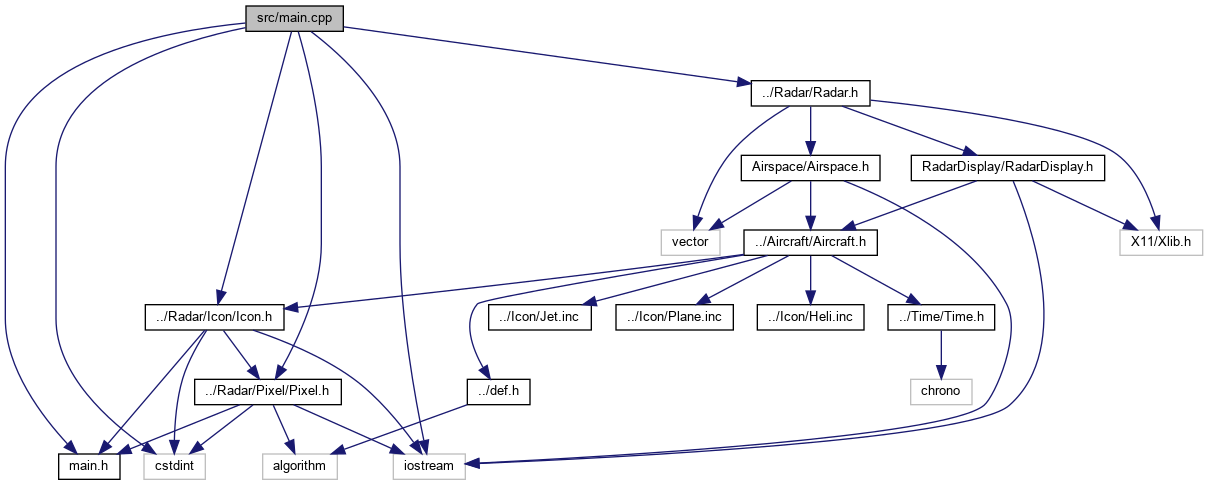 src/main.cpp
../Radar/Radar.h
Airspace/Airspace.h
RadarDisplay/RadarDisplay.h
vector
../Aircraft/Aircraft.h
X11/Xlib.h
../Radar/Icon/Icon.h
../Icon/Jet.inc
../Icon/Plane.inc
../Icon/Heli.inc
../Time/Time.h
../Radar/Pixel/Pixel.h
../def.h
chrono
main.h
cstdint
algorithm
iostream